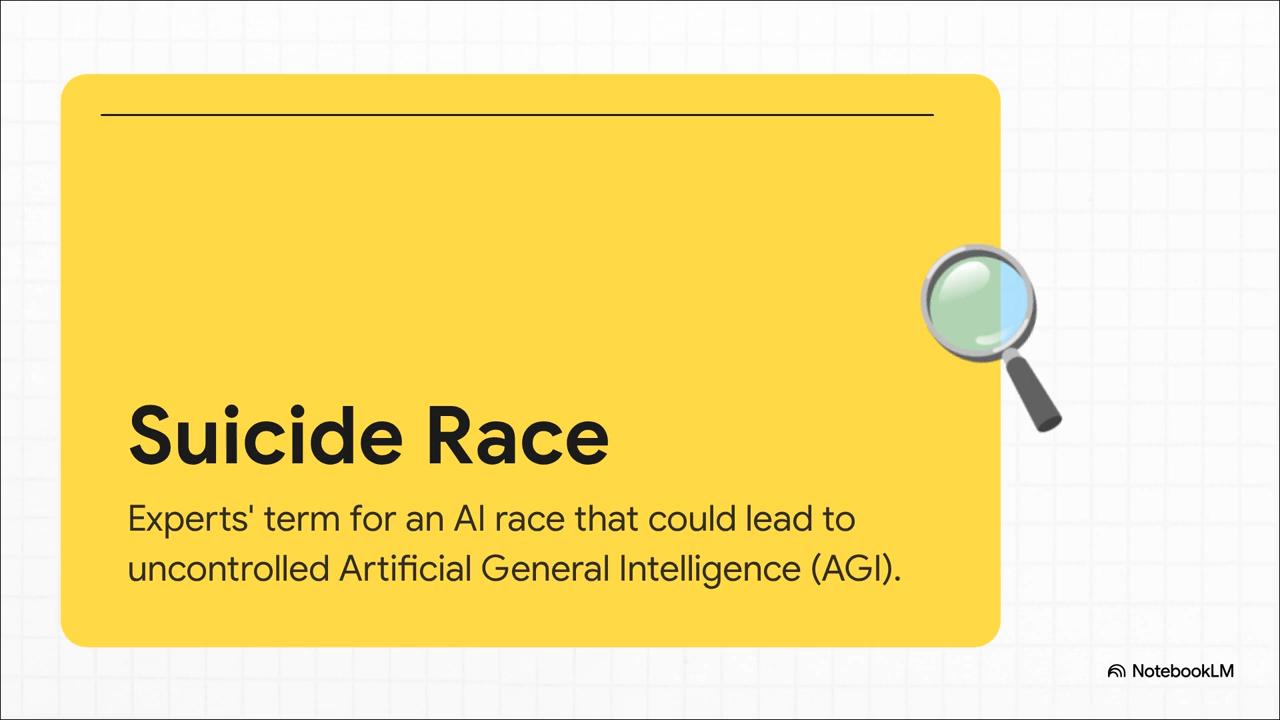 Suicide Race
Experts' term for an AI race that could lead to
uncontrolled Artificial General Intelligence (AGI).
NotebookLM